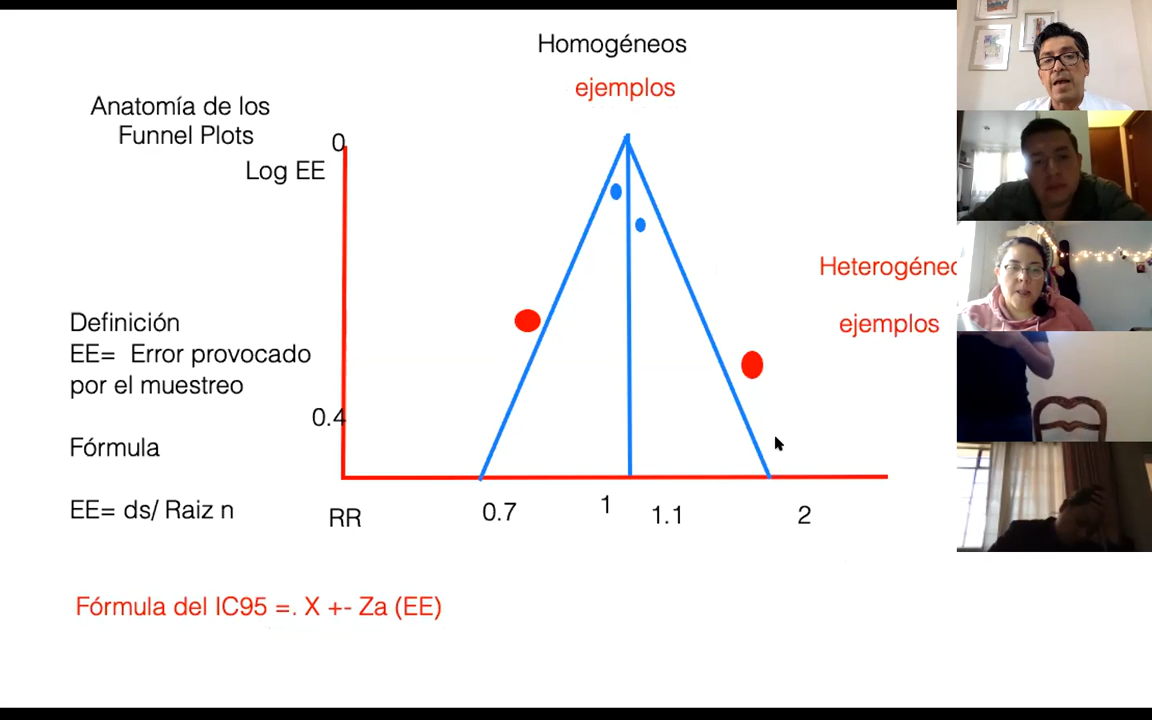 Homogéneos
ejemplos
Anatomía de los
Funnel Plots
0
Log EE
Heterogéneo
ejemplos
Definición
EE= Error provocado
por el muestreo
0.4
Fórmula
EE= ds/ Raiz n
RR
0.7
1
1.1
2
Fórmula del IC95 =. X +- Za (EE)